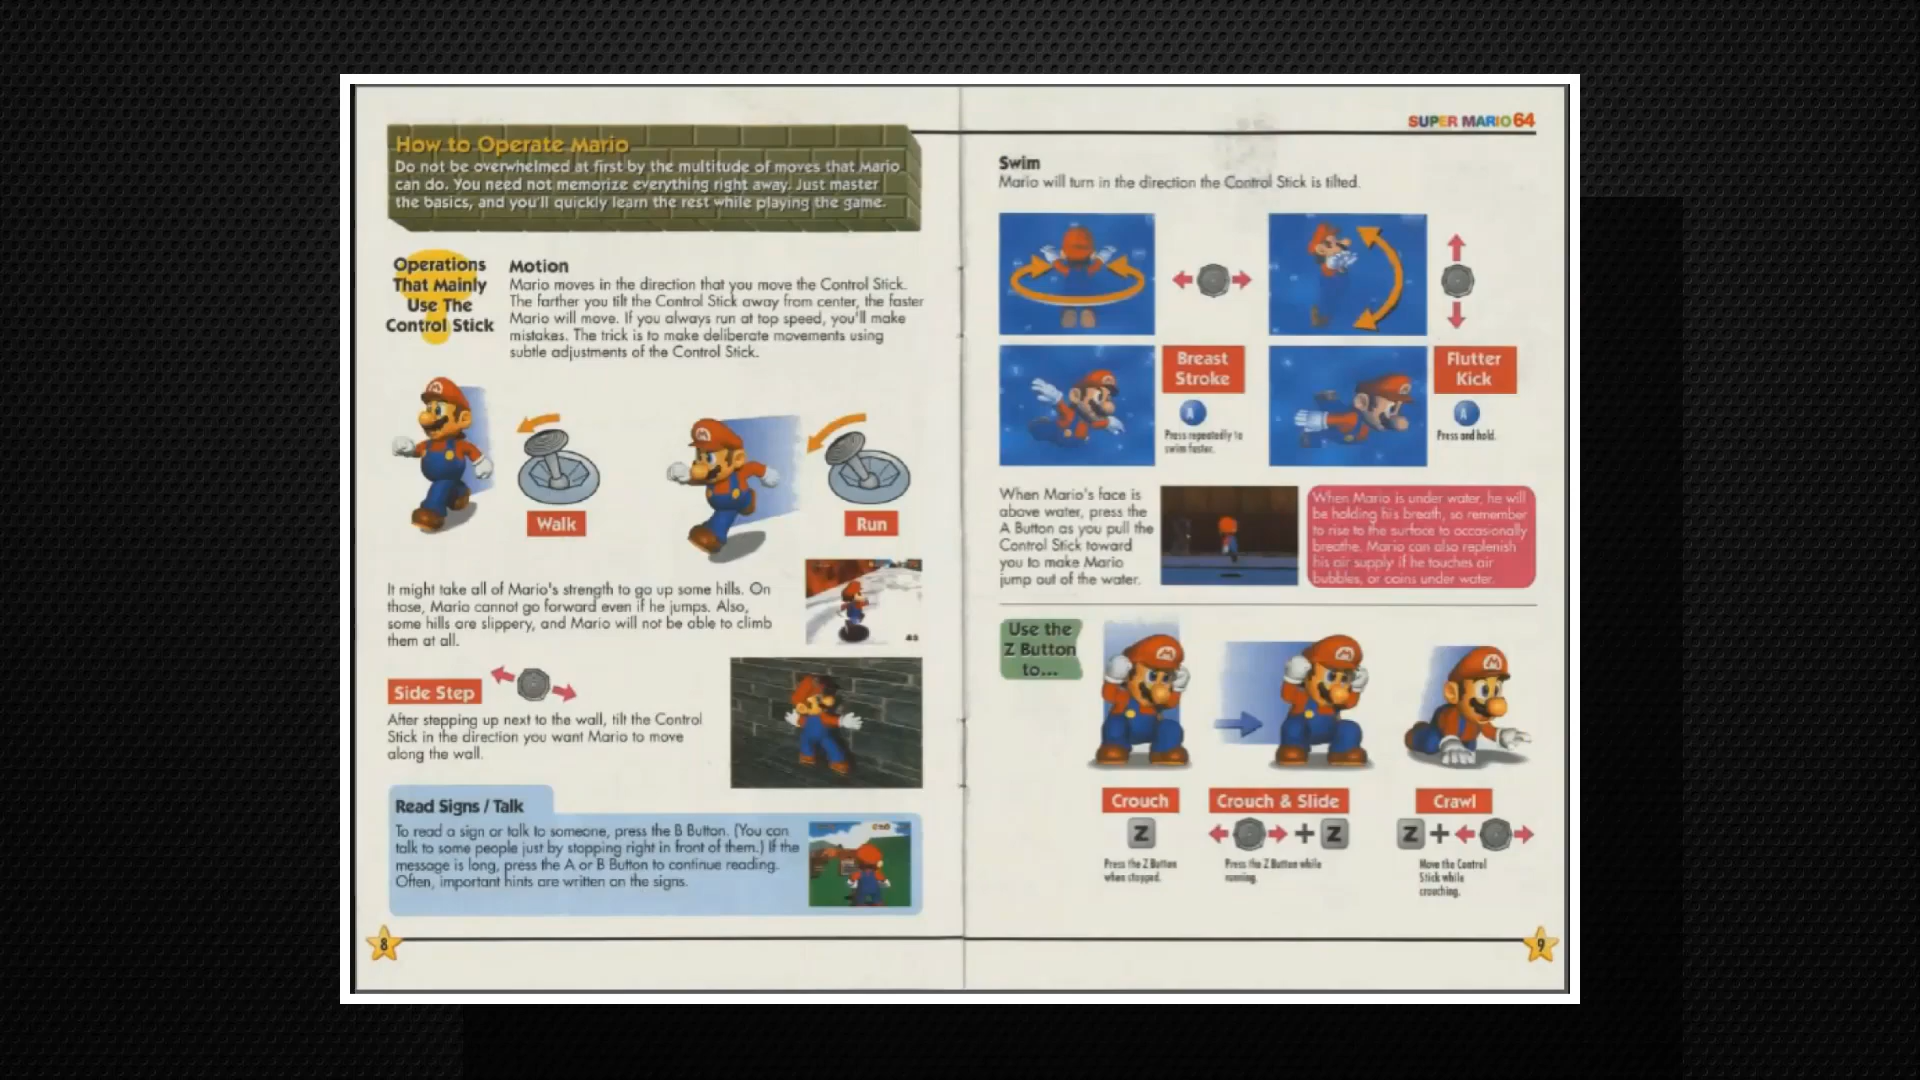 How to Operate Mario
Do not be overwhelmed at first by the multitude of moves that Mario
can do. You need not memorize everything right away. Just master
the basics, and you'll quickly learn the rest while playing the game.
Operations
That Mainly
Use The
Control Stick
Motion
Mario moves in the direction that you move the Control Stick.
The farther you tilt the Control Stick away from center, the faster
Mario will move. If you always run at top speed, you'll make
mistakes. The trick is to make deliberate movements using
subtle adjustments of the Control Stick.
Walk
Run
It might take all of Mario's strength to go up some hills. On
those, Mario cannot go forward even if he jumps. Also,
some hills are slippery, and Mario will not be able to climb
them at all.
Side Step
After stepping up next to the wall, tilt the Control
Stick in the direction you want Mario to move
along the wall.
Read Signs / Talk
To read a sign or talk to someone, press the B Button. (You can
talk to some people just by stopping right in front of them.) If the
message is long, press the A or B Button to continue reading.
Often, important hints are written on the signs.
8
SUPER MARIO 64
Swim
Mario will turn in the direction the Control Stick is tilted.
Breast
Stroke
A
Press repeatedly to
swim faster.
Flutter
Kick
A
Press and hold.
When Mario's face is
above water, press the
A Button as you pull the
Control Stick toward
you to make Mario
jump out of the water.
When Mario is under water, he will
be holding his breath, so remember
to rise to the surface to occasionally
breathe. Mario can also replenish
his air supply if he touches air
bubbles, or coins under water.
Use the
Z Button
to...
Crouch
Z
Press the Z Button
when stopped.
Crouch & Slide
+ Z
Press the Z Button while
running.
Crawl
Z +
Move the Control
Stick while
crouching.
9